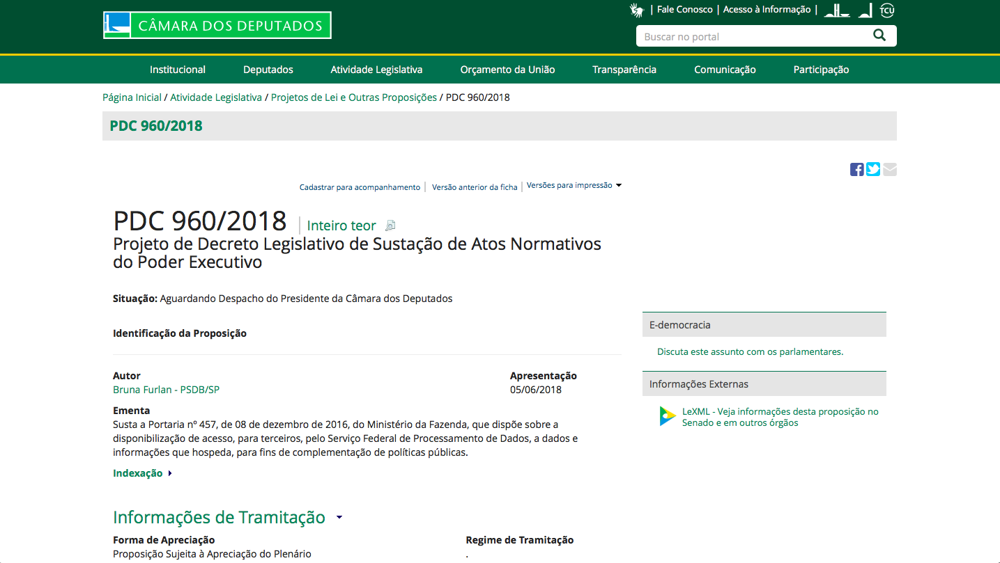 CÂMARA DOS DEPUTADOS
| Fale Conosco | Acesso à Informação |
TCU
Buscar no portal
Institucional Deputados Atividade Legislativa Orçamento da União Transparência Comunicação Participação
Página Inicial / Atividade Legislativa / Projetos de Lei e Outras Proposições / PDC 960/2018
PDC 960/2018
Cadastrar para acompanhamento | Versão anterior da ficha | Versões para impressão
PDC 960/2018 | Inteiro teor
Projeto de Decreto Legislativo de Sustação de Atos Normativos
do Poder Executivo
Situação: Aguardando Despacho do Presidente da Câmara dos Deputados
Identificação da Proposição
Autor
Bruna Furlan - PSDB/SP
Apresentação
05/06/2018
Ementa
Susta a Portaria nº 457, de 08 de dezembro de 2016, do Ministério da Fazenda, que dispõe sobre a
disponibilização de acesso, para terceiros, pelo Serviço Federal de Processamento de Dados, a dados e
informações que hospeda, para fins de complementação de políticas públicas.
Indexação
Informações de Tramitação
Forma de Apreciação
Proposição Sujeita à Apreciação do Plenário
Regime de Tramitação
.
E-democracia
Discuta este assunto com os parlamentares.
Informações Externas
LeXML - Veja informações desta proposição no
Senado e em outros órgãos